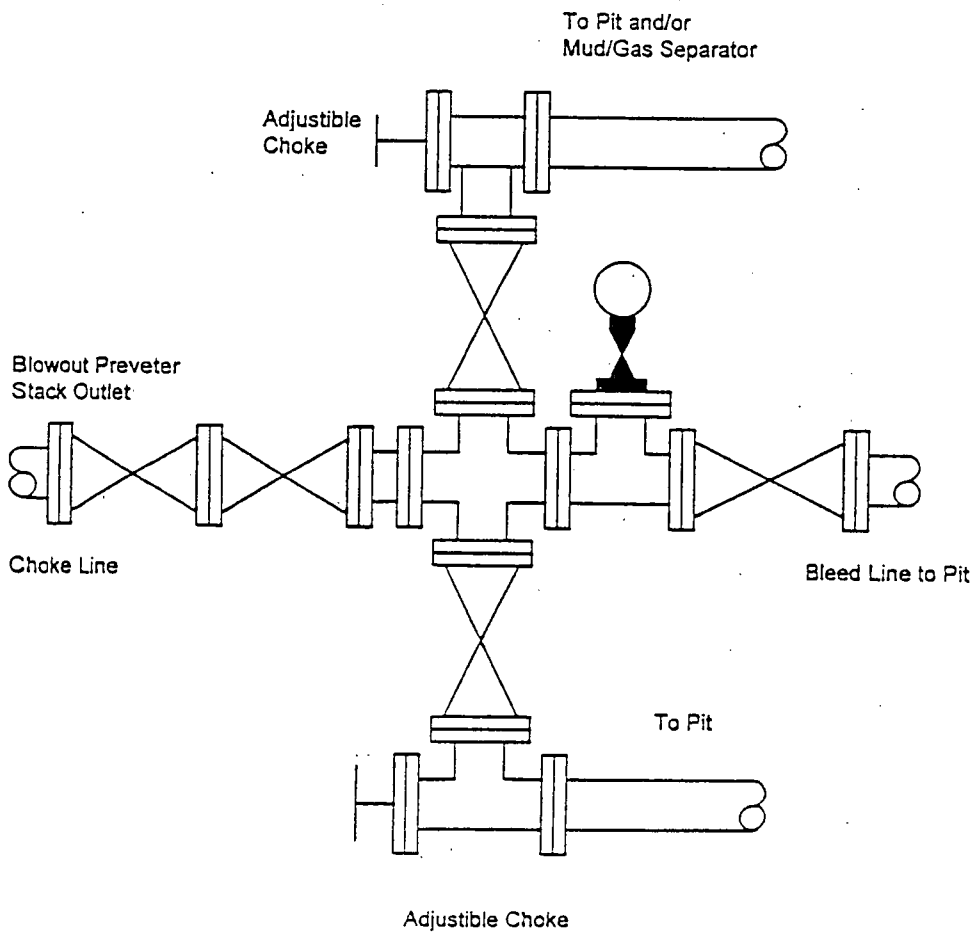 To Pit and/or
Mud/Gas Separator
Adjustible
Choke
Blowout Preveter
Stack Outlet
Choke Line
Bleed Line to Pit
To Pit
Adjustible Choke